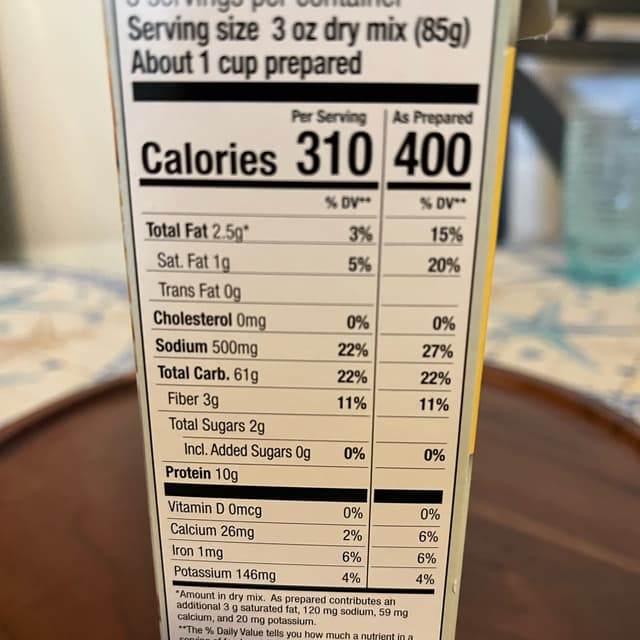 servings per container
Serving size 3 oz dry mix (85g)
About 1 cup prepared
Per Serving As Prepared
Calories 310 400
% DV** % DV**
Total Fat 2.5g* 3% 15%
Sat. Fat 1g 5% 20%
Trans Fat 0g
Cholesterol 0mg 0% 0%
Sodium 500mg 22% 27%
Total Carb. 61g 22% 22%
Fiber 3g 11% 11%
Total Sugars 2g
Incl. Added Sugars 0g 0% 0%
Protein 10g
Vitamin D 0mcg 0% 0%
Calcium 26mg 2% 6%
Iron 1mg 6% 6%
Potassium 146mg 4% 4%
*Amount in dry mix. As prepared contributes an
additional 3 g saturated fat, 120 mg sodium, 59 mg
calcium, and 20 mg potassium.
**The % Daily Value tells you how much a nutrient in a